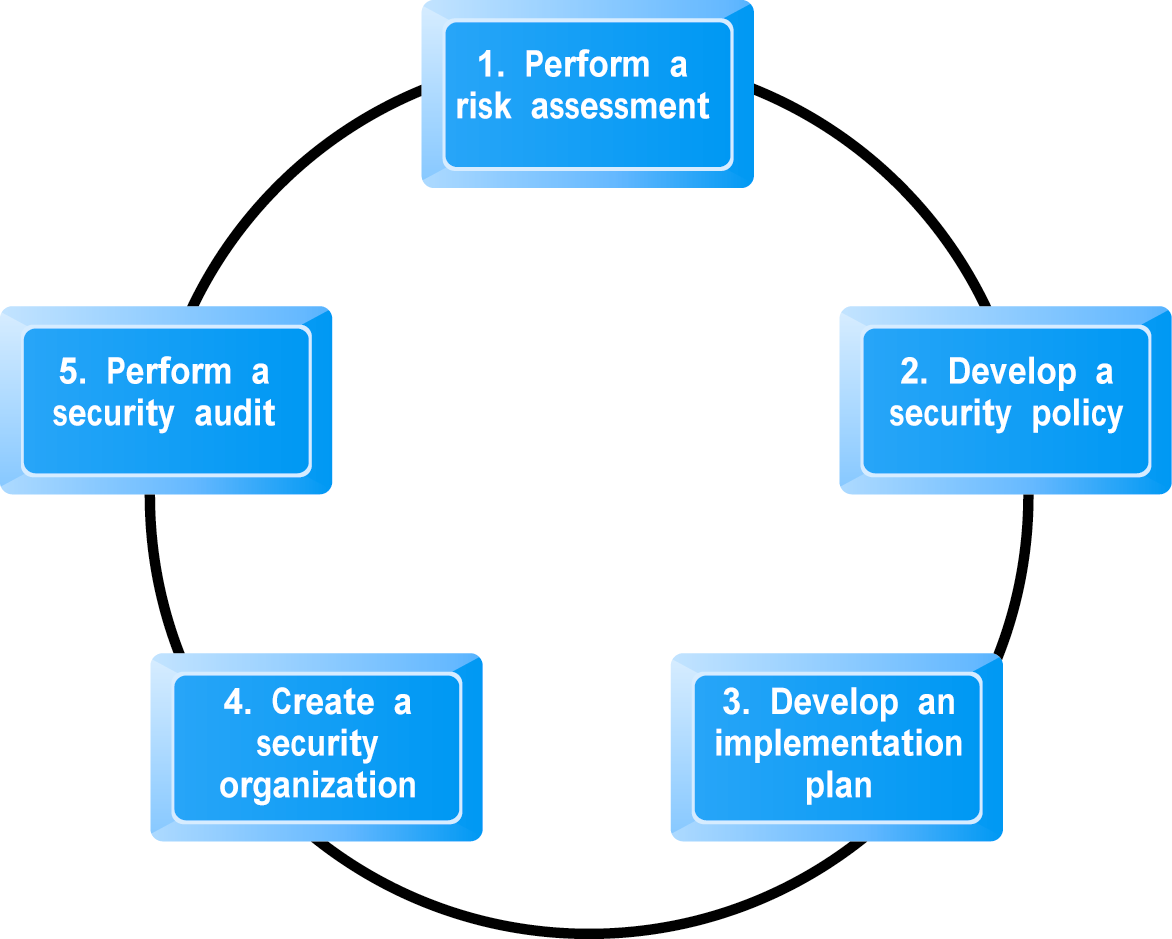 1. Perform a
risk assessment
2. Develop a
security policy
3. Develop an
implementation
plan
4. Create a
security
organization
5. Perform a
security audit